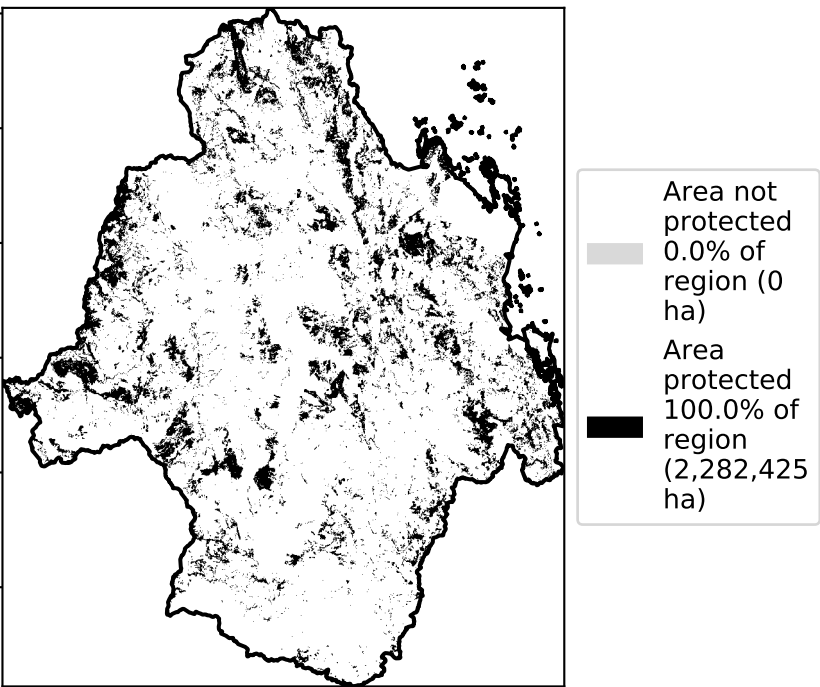 Area not
protected
0.0% of
region (0
ha)
Area
protected
100.0% of
region
(2,282,425
ha)